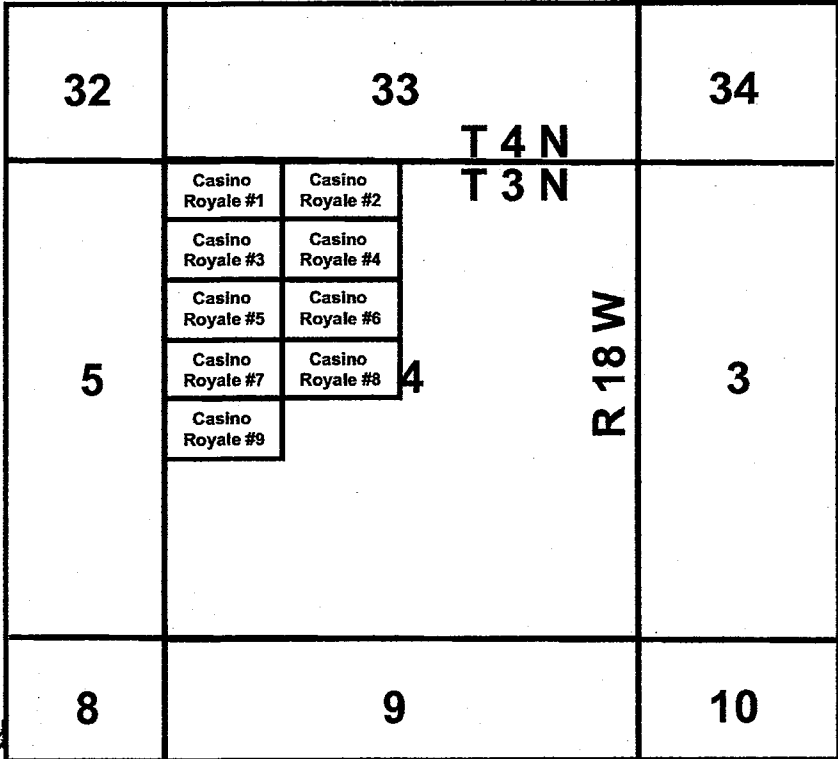 32
33
34
T 4 N
T 3 N
Casino
Royale #1
Casino
Royale #2
Casino
Royale #3
Casino
Royale #4
Casino
Royale #5
Casino
Royale #6
Casino
Royale #7
Casino
Royale #8
Casino
Royale #9
5
4
R 18 W
3
8
9
10